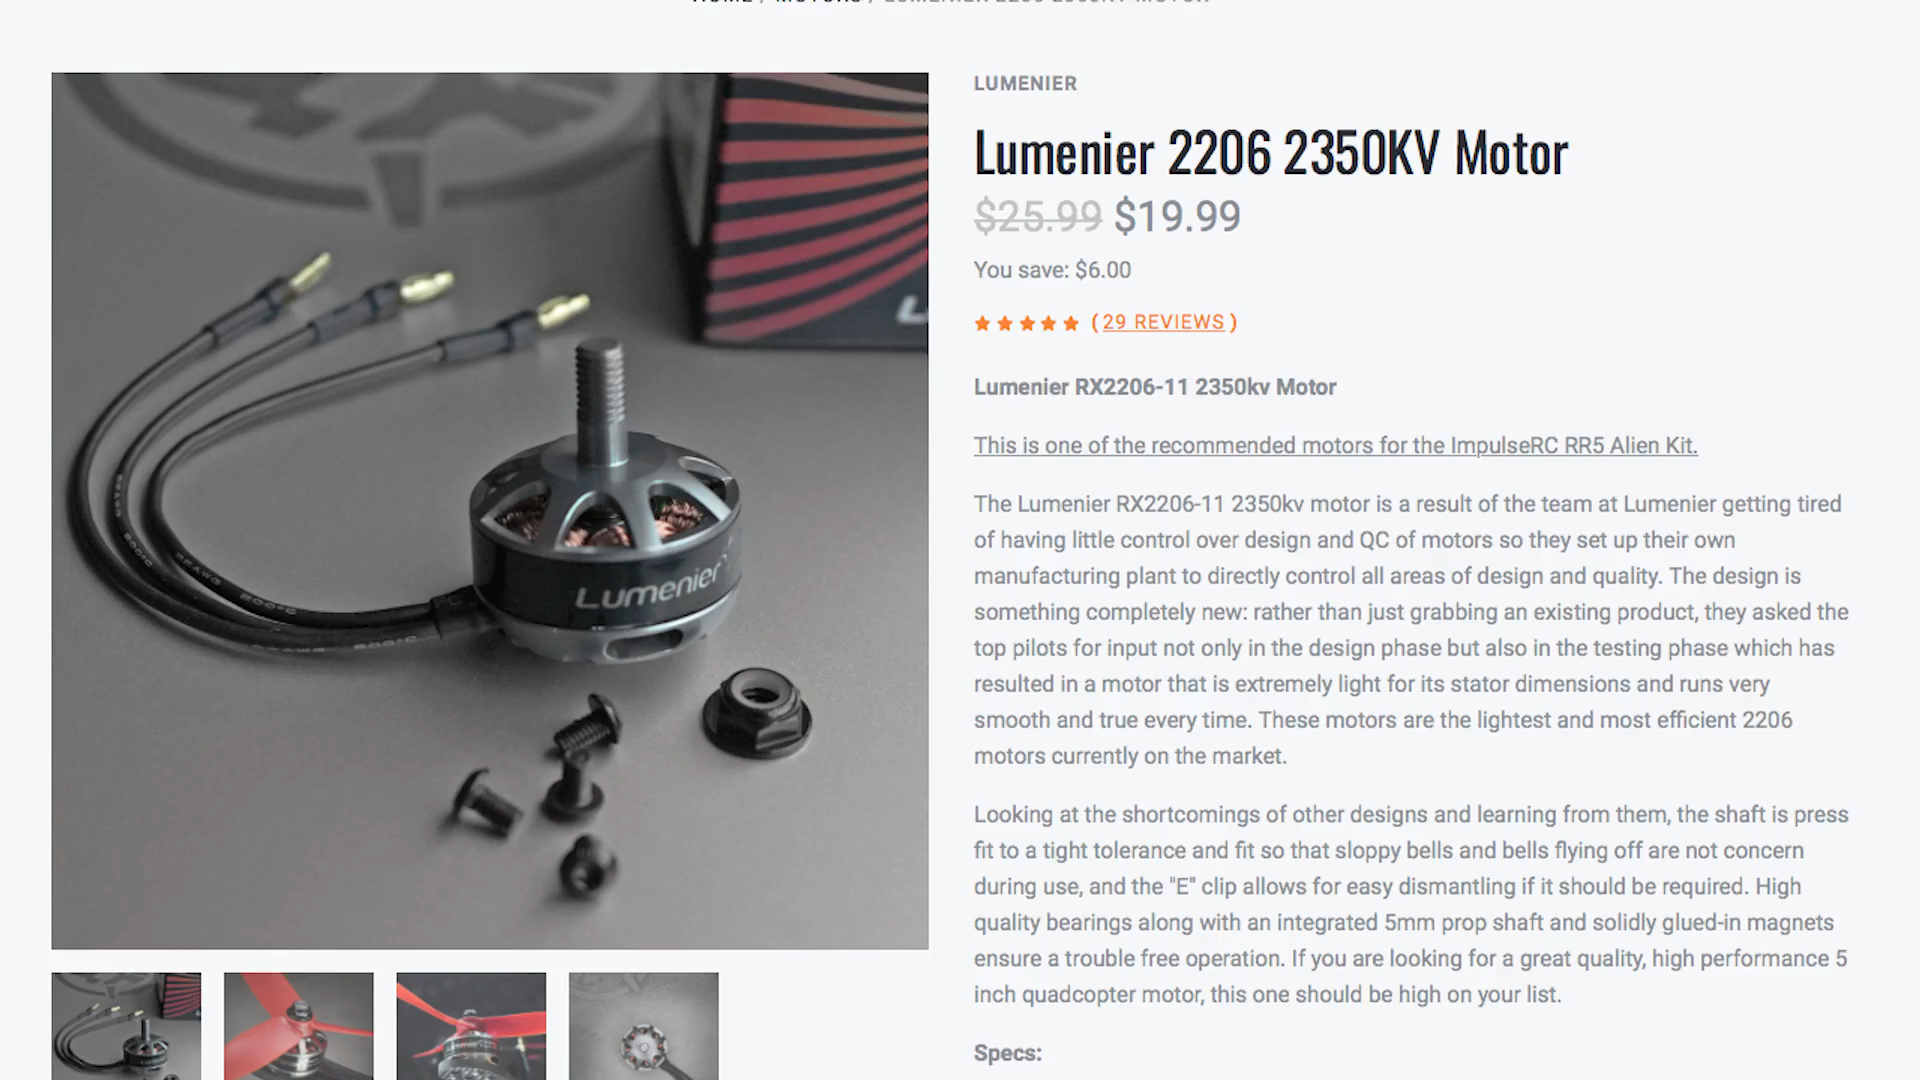 HOME / MOTORS / LUMENIER 2206 2350KV MOTOR
LUMENIER
Lumenier 2206 2350KV Motor
$25.99 $19.99
You save: $6.00
( 29 REVIEWS )
Lumenier RX2206-11 2350kv Motor
This is one of the recommended motors for the ImpulseRC RR5 Alien Kit.
The Lumenier RX2206-11 2350kv motor is a result of the team at Lumenier getting tired
of having little control over design and QC of motors so they set up their own
manufacturing plant to directly control all areas of design and quality. The design is
something completely new: rather than just grabbing an existing product, they asked the
top pilots for input not only in the design phase but also in the testing phase which has
resulted in a motor that is extremely light for its stator dimensions and runs very
smooth and true every time. These motors are the lightest and most efficient 2206
motors currently on the market.
Looking at the shortcomings of other designs and learning from them, the shaft is press
fit to a tight tolerance and fit so that sloppy bells and bells flying off are not concern
during use, and the "E" clip allows for easy dismantling if it should be required. High
quality bearings along with an integrated 5mm prop shaft and solidly glued-in magnets
ensure a trouble free operation. If you are looking for a great quality, high performance 5
inch quadcopter motor, this one should be high on your list.
Specs:
Lumenier
200°C
200°C